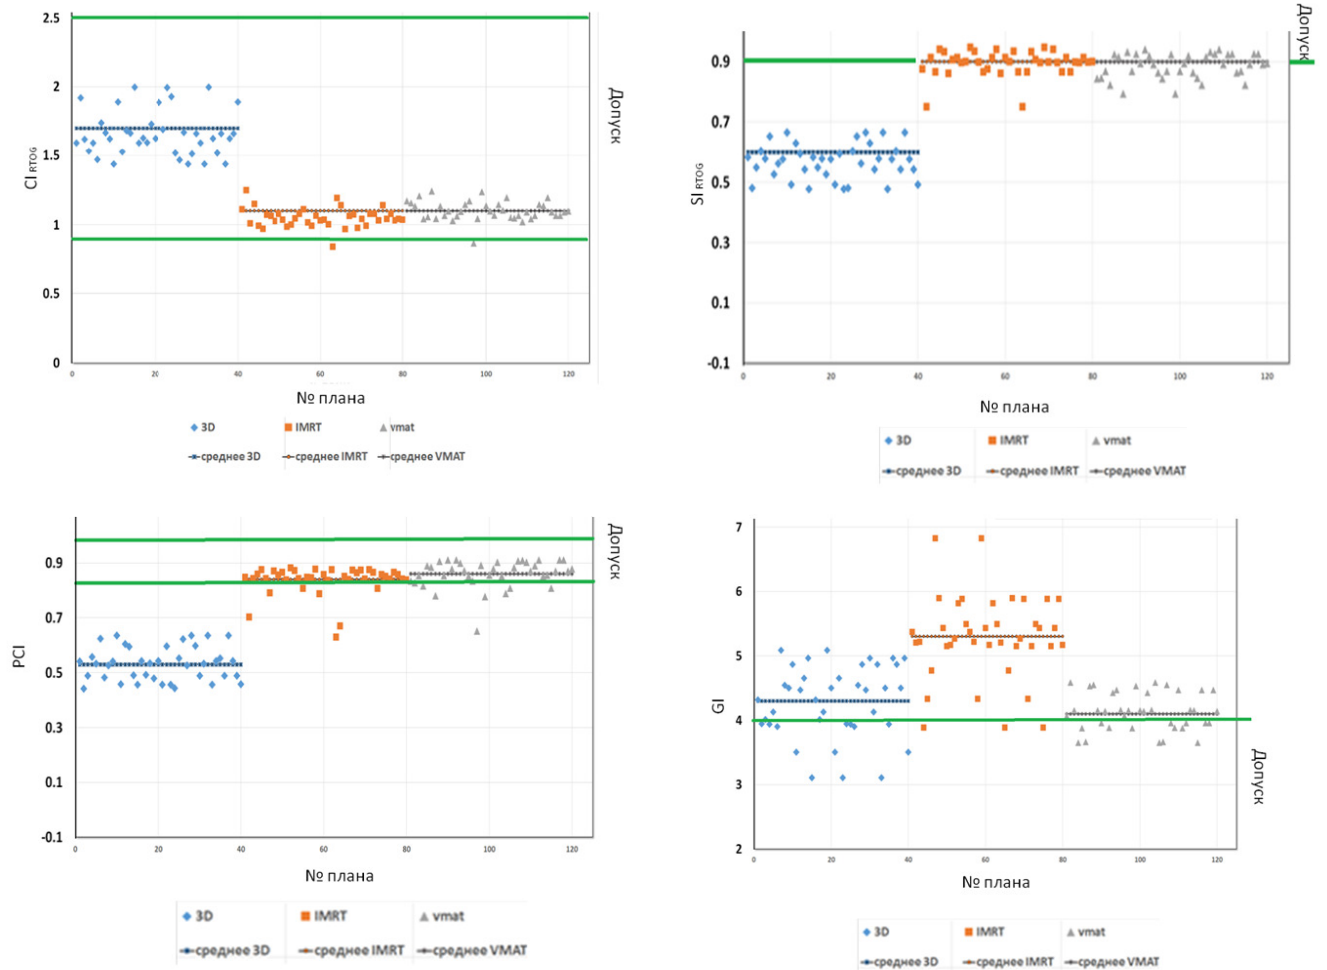 2.5
2
1.5
1
0.5
0
CI RTOG
0 20 40 60 80 100 120
№ плана
Допуск
3D IMRT vmat
среднее 3D среднее IMRT среднее VMAT
0.9
0.7
0.5
0.3
0.1
-0.1
SI RTOG
0 20 40 60 80 100 120
№ плана
Допуск
3D IMRT vmat
среднее 3D среднее IMRT среднее VMAT
0.9
0.7
0.5
0.3
0.1
-0.1
PCI
0 20 40 60 80 100 120
№ плана
Допуск
3D IMRT vmat
среднее 3D среднее IMRT среднее VMAT
7
6
5
4
3
2
GI
0 20 40 60 80 100 120
№ плана
Допуск
3D IMRT vmat
среднее 3D среднее IMRT среднее VMAT